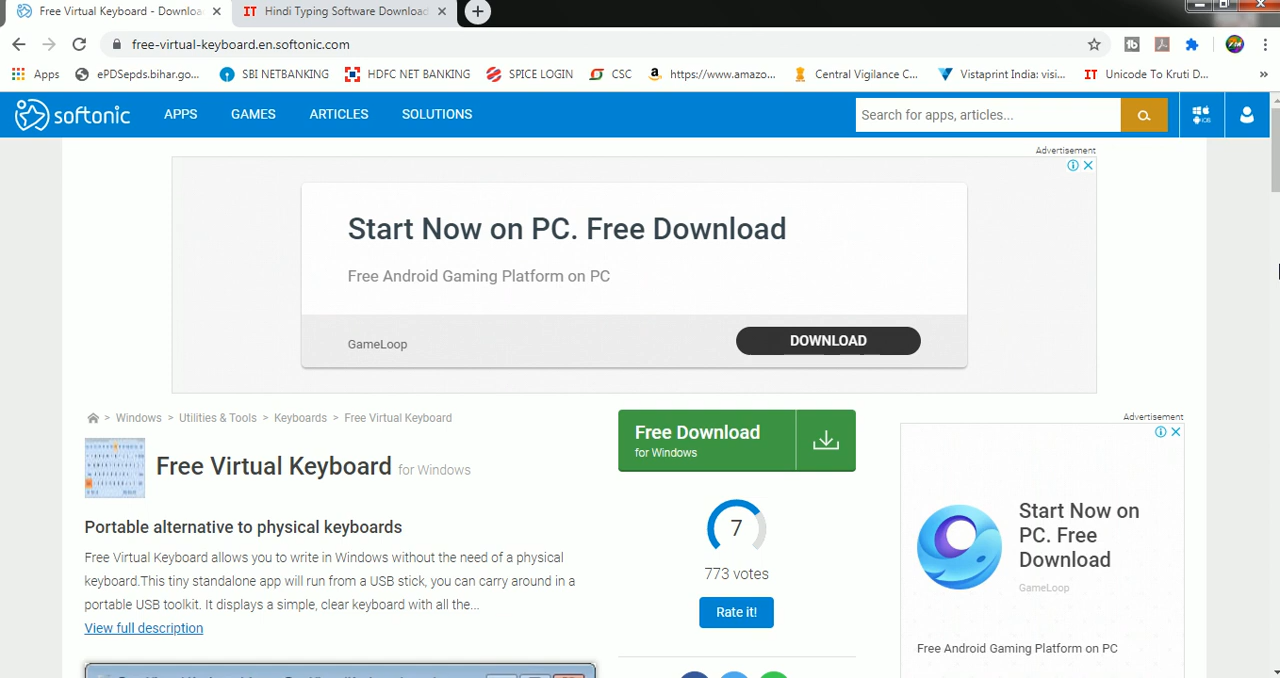 Free Virtual Keyboard - Downloa
Hindi Typing Software Download
free-virtual-keyboard.en.softonic.com
Apps
ePDSepds.bihar.go...
SBI NETBANKING
HDFC NET BANKING
SPICE LOGIN
CSC
https://www.amazo...
Central Vigilance C...
Vistaprint India: visi...
IT Unicode To Kruti D...
softonic
APPS
GAMES
ARTICLES
SOLUTIONS
Search for apps, articles...
Advertisement
Start Now on PC. Free Download
Free Android Gaming Platform on PC
GameLoop
DOWNLOAD
> Windows > Utilities & Tools > Keyboards > Free Virtual Keyboard
Free Virtual Keyboard for Windows
Portable alternative to physical keyboards
Free Virtual Keyboard allows you to write in Windows without the need of a physical
keyboard.This tiny standalone app will run from a USB stick, you can carry around in a
portable USB toolkit. It displays a simple, clear keyboard with all the...
View full description
Free Download
for Windows
7
773 votes
Rate it!
Advertisement
Start Now on
PC. Free
Download
GameLoop
Free Android Gaming Platform on PC